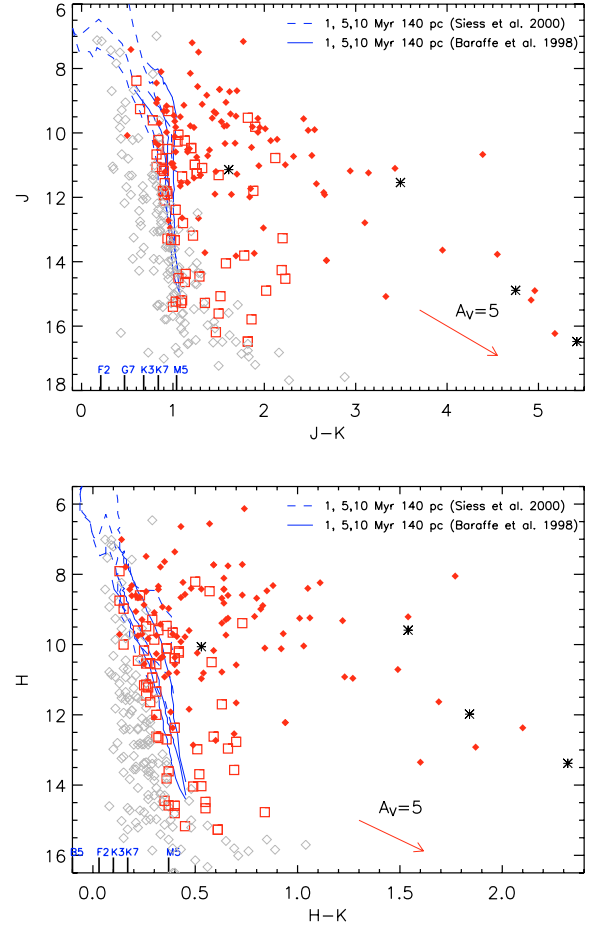 6
1, 5,10 Myr 140 pc (Siess et al. 2000)
1, 5,10 Myr 140 pc (Baraffe et al. 1998)
8
10
J
12
14
Av=5
16
F2 G7 K3 K7 M5
18
0 1 2 3 4 5
J-K
6
1, 5,10 Myr 140 pc (Siess et al. 2000)
1, 5,10 Myr 140 pc (Baraffe et al. 1998)
8
10
H
12
14
Av=5
B5 F2 K3 K7 M5
16
0.0 0.5 1.0 1.5 2.0
H-K